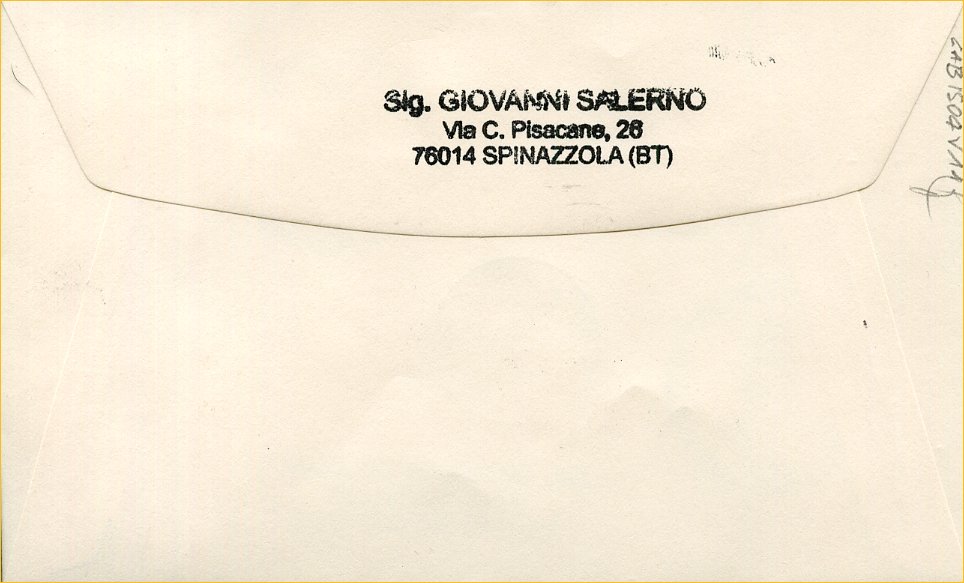 Sig. GIOVANNI SALERNO
Via C. Pisacane, 26
76014 SPINAZZOLA (BT)